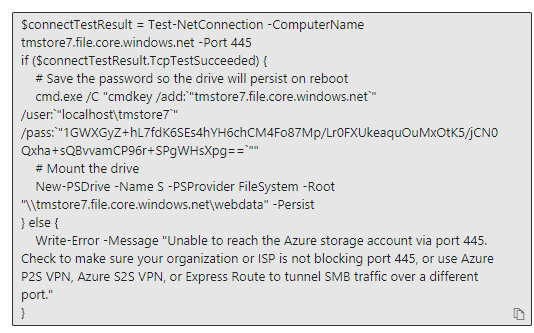 $connectTestResult = Test-NetConnection -ComputerName
tmstore7.file.core.windows.net -Port 445
if ($connectTestResult.TcpTestSucceeded) {
# Save the password so the drive will persist on reboot
cmd.exe /C "cmdkey /add:`"tmstore7.file.core.windows.net`"
/user:`"localhost\tmstore7`"
/pass:`"1GWXGyZ+hL7fdK6SEs4hYH6chCM4Fo87Mp/Lr0FXUkeaquOuMxOtK5/jCN0
Qxha+sQBvvamCP96r+SPgWHsXpg==`""
# Mount the drive
New-PSDrive -Name S -PSProvider FileSystem -Root
"\\tmstore7.file.core.windows.net\webdata" -Persist
} else {
Write-Error -Message "Unable to reach the Azure storage account via port 445.
Check to make sure your organization or ISP is not blocking port 445, or use Azure
P2S VPN, Azure S2S VPN, or Express Route to tunnel SMB traffic over a different
port."
}